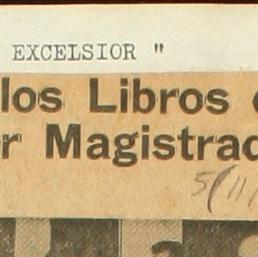 EXCELSIOR "
los Libros
r Magistrad
5/11/